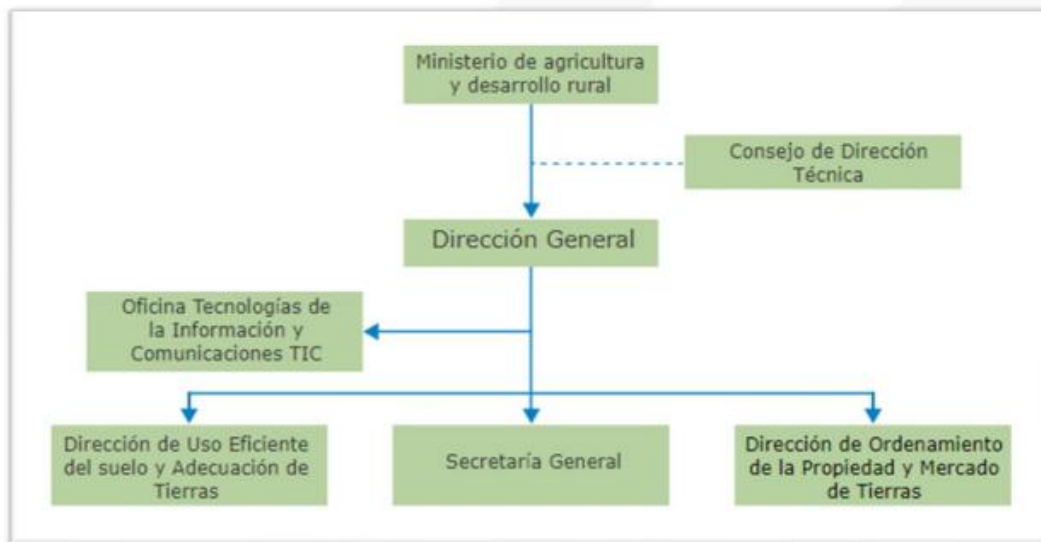 Ministerio de agricultura
y desarrollo rural
Consejo de Dirección
Técnica
Dirección General
Oficina Tecnologías de
la Información y
Comunicaciones TIC
Dirección de Uso Eficiente
del suelo y Adecuación de
Tierras
Secretaría General
Dirección de Ordenamiento
de la Propiedad y Mercado
de Tierras